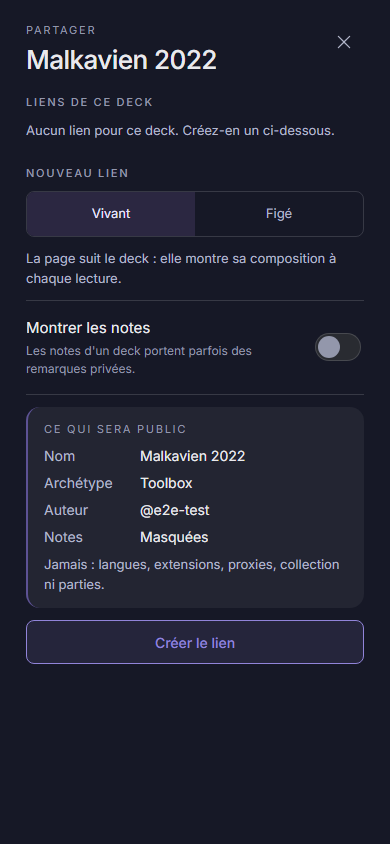 PARTAGER
Malkavien 2022
LIENS DE CE DECK
Aucun lien pour ce deck. Créez-en un ci-dessous.
NOUVEAU LIEN
Vivant
Figé
La page suit le deck : elle montre sa composition à
chaque lecture.
Montrer les notes
Les notes d'un deck portent parfois des
remarques privées.
CE QUI SERA PUBLIC
Nom Malkavien 2022
Archétype Toolbox
Auteur @e2e-test
Notes Masquées
Jamais : langues, extensions, proxies, collection
ni parties.
Créer le lien